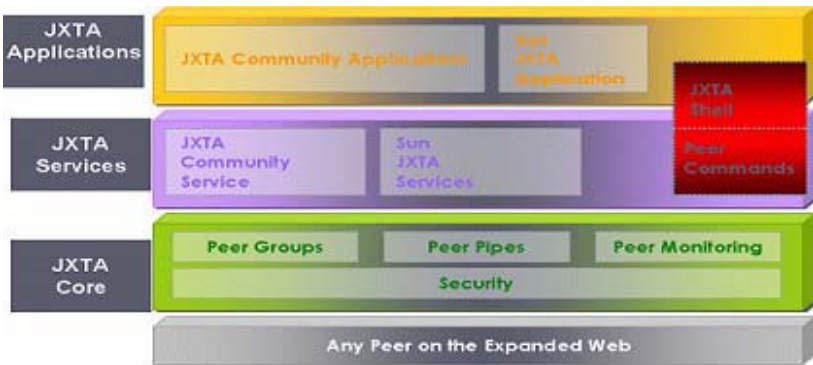 JXTA
Applications
JXTA Community Applications
Sun
JXTA
Application
JXTA
Shell
Peer
Commands
JXTA
Services
JXTA
Community
Service
Sun
JXTA
Services
JXTA
Core
Peer Groups
Peer Pipes
Peer Monitoring
Security
Any Peer on the Expanded Web